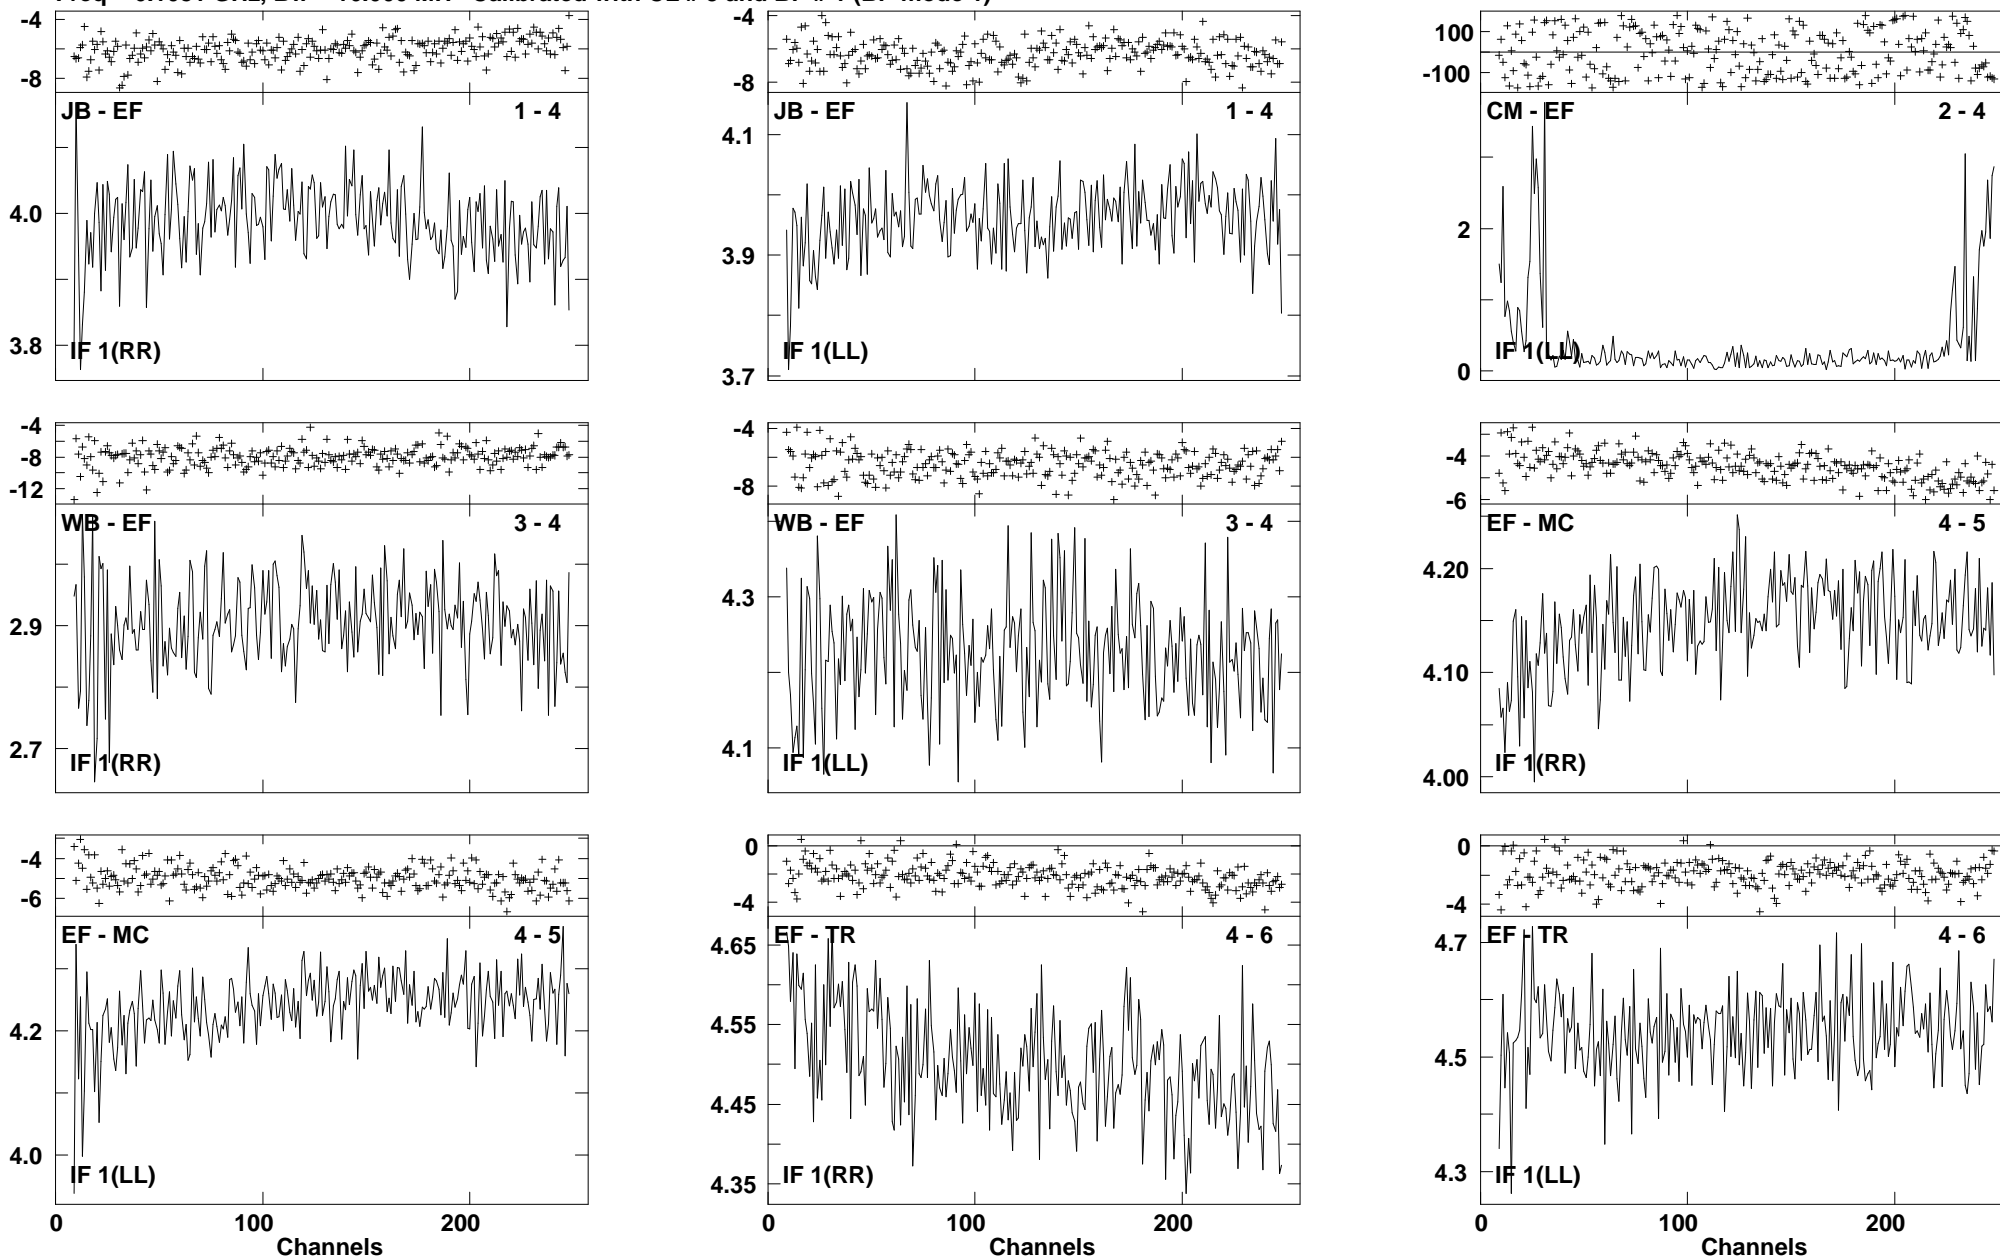 -4
-8
JB - EF 1 - 4
4.0
3.8
IF 1(RR)
-4
-8
JB - EF 1 - 4
4.1
3.9
3.7
IF 1(LL)
100
-100
CM - EF 2 - 4
2
0
IF 1(LL)
-4
-8
-12
WB - EF 3 - 4
2.9
2.7
IF 1(RR)
-4
-8
WB - EF 3 - 4
4.3
4.1
IF 1(LL)
-4
-6
EF - MC 4 - 5
4.20
4.10
4.00
IF 1(RR)
-4
-6
EF - MC 4 - 5
4.2
4.0
IF 1(LL)
0 100 200
Channels
0
-4
EF - TR 4 - 6
4.65
4.55
4.45
4.35
IF 1(RR)
0 100 200
Channels
0
-4
EF - TR 4 - 6
4.7
4.5
4.3
IF 1(LL)
0 100 200
Channels